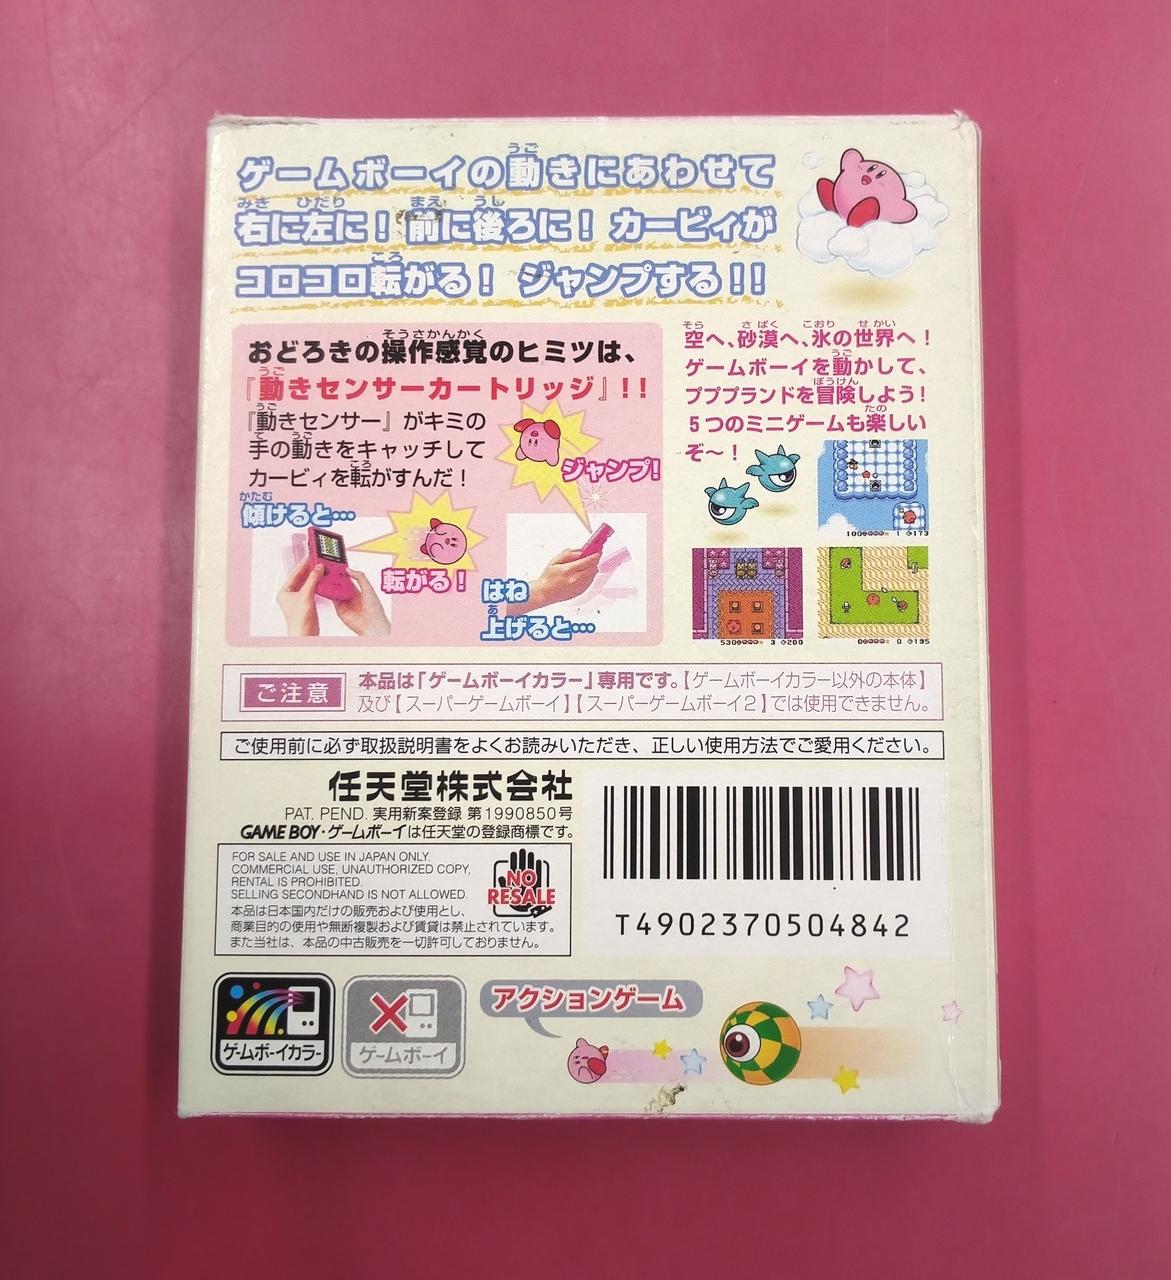 ゲームボーイの動きにあわせて
右に左に！前に後ろに！カービィが
コロコロ転がる！ジャンプする！！
おどろきの操作感覚のヒミツは、
『動きセンサーカートリッジ』！！
『動きセンサー』がキミの
手の動きをキャッチして
カービィを転がすんだ！
ジャンプ！
傾けると…
転がる！
はね
上げると…
空へ、砂漠へ、氷の世界へ！
ゲームボーイを動かして、
プププランドを冒険しよう！
5つのミニゲームも楽しい
ぞ～！
ご注意
本品は「ゲームボーイカラー」専用です。【ゲームボーイカラー以外の本体】
及び【スーパーゲームボーイ】【スーパーゲームボーイ2】では使用できません。
ご使用前に必ず取扱説明書をよくお読みいただき、正しい使用方法でご愛用ください。
任天堂株式会社
PAT. PEND. 実用新案登録 第1990850号
GAME BOY・ゲームボーイは任天堂の登録商標です。
FOR SALE AND USE IN JAPAN ONLY.
COMMERCIAL USE, UNAUTHORIZED COPY,
RENTAL IS PROHIBITED.
SELLING SECONDHAND IS NOT ALLOWED.
NO
RESALE
本品は日本国内だけの販売および使用とし、
商業目的の使用や無断複製および賃貸は禁止されています。
また当社は、本品の中古販売を一切許可しておりません。
T4902370504842
ゲームボーイカラー
ゲームボーイ
アクションゲーム